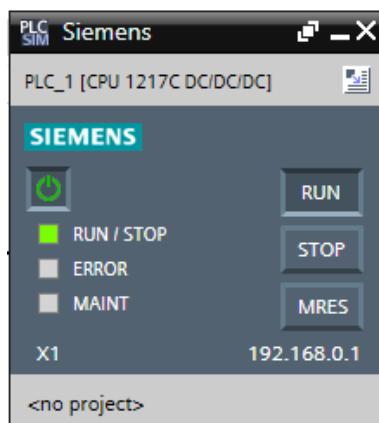 PLC SIM Siemens
PLC_1 [CPU 1217C DC/DC/DC]
SIEMENS
RUN
RUN / STOP
STOP
ERROR
MAINT
MRES
X1 192.168.0.1
<no project>